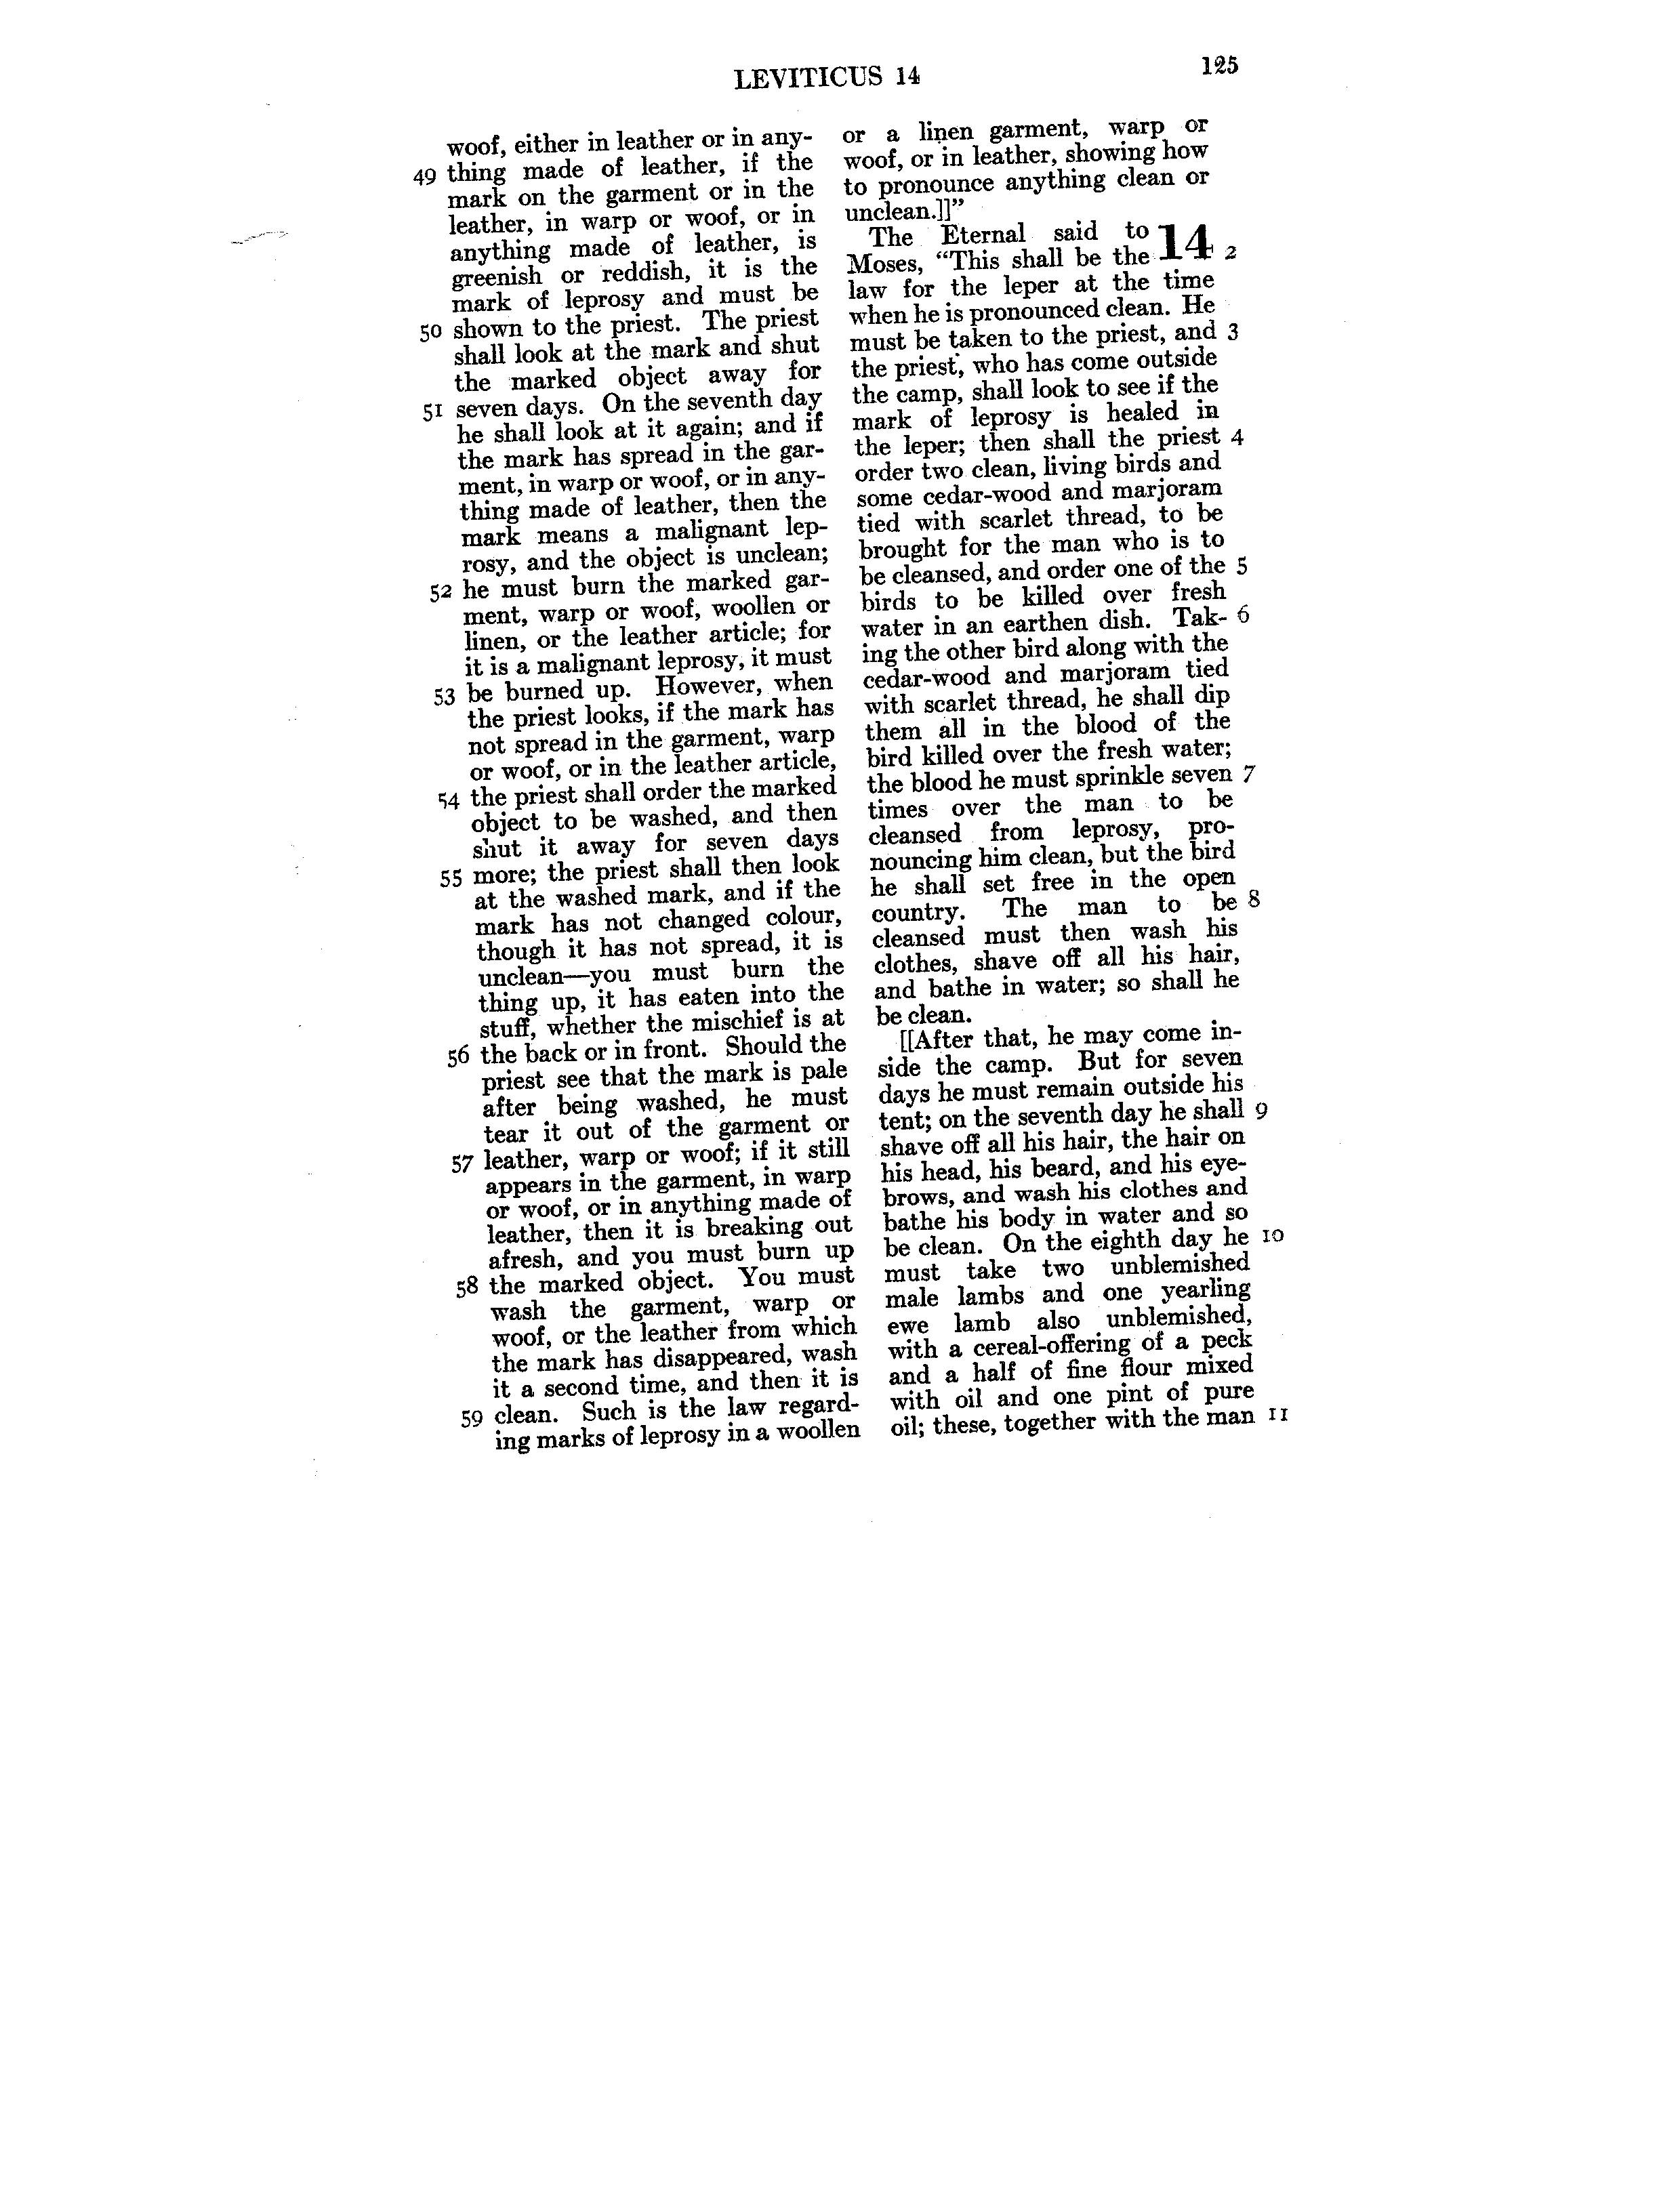 LEVITICUS 14
125
woof, either in leather or in any-
49 thing made of leather, if the
mark on the garment or in the
leather, in warp or woof, or in
anything made of leather, is
greenish or reddish, it is the
mark of leprosy and must be
50 shown to the priest. The priest
shall look at the mark and shut
the marked object away for
51 seven days. On the seventh day
he shall look at it again; and if
the mark has spread in the gar-
ment, in warp or woof, or in any-
thing made of leather, then the
mark means a malignant lep-
rosy, and the object is unclean;
52 he must burn the marked gar-
ment, warp or woof, woollen or
linen, or the leather article; for
it is a malignant leprosy, it must
53 be burned up. However, when
the priest looks, if the mark has
not spread in the garment, warp
or woof, or in the leather article,
54 the priest shall order the marked
object to be washed, and then
shut it away for seven days
55 more; the priest shall then look
at the washed mark, and if the
mark has not changed colour,
though it has not spread, it is
unclean—you must burn the
thing up, it has eaten into the
stuff, whether the mischief is at
56 the back or in front. Should the
priest see that the mark is pale
after being washed, he must
tear it out of the garment or
57 leather, warp or woof; if it still
appears in the garment, in warp
or woof, or in anything made of
leather, then it is breaking out
afresh, and you must burn up
58 the marked object. You must
wash the garment, warp or
woof, or the leather from which
the mark has disappeared, wash
it a second time, and then it is
59 clean. Such is the law regard-
ing marks of leprosy in a woollen
or a linen garment, warp or
woof, or in leather, showing how
to pronounce anything clean or
unclean.]]”
The Eternal said to 14
Moses, “This shall be the 2
law for the leper at the time
when he is pronounced clean. He
must be taken to the priest, and 3
the priest, who has come outside
the camp, shall look to see if the
mark of leprosy is healed in
the leper; then shall the priest 4
order two clean, living birds and
some cedar-wood and marjoram
tied with scarlet thread, to be
brought for the man who is to
be cleansed, and order one of the 5
birds to be killed over fresh
water in an earthen dish. Tak- 6
ing the other bird along with the
cedar-wood and marjoram tied
with scarlet thread, he shall dip
them all in the blood of the
bird killed over the fresh water;
the blood he must sprinkle seven 7
times over the man to be
cleansed from leprosy, pro-
nouncing him clean, but the bird
he shall set free in the open
country. The man to be 8
cleansed must then wash his
clothes, shave off all his hair,
and bathe in water; so shall he
be clean.
[[After that, he may come in-
side the camp. But for seven
days he must remain outside his
tent; on the seventh day he shall 9
shave off all his hair, the hair on
his head, his beard, and his eye-
brows, and wash his clothes and
bathe his body in water and so
be clean. On the eighth day he 10
must take two unblemished
male lambs and one yearling
ewe lamb also unblemished,
with a cereal-offering of a peck
and a half of fine flour mixed
with oil and one pint of pure
oil; these, together with the man 11